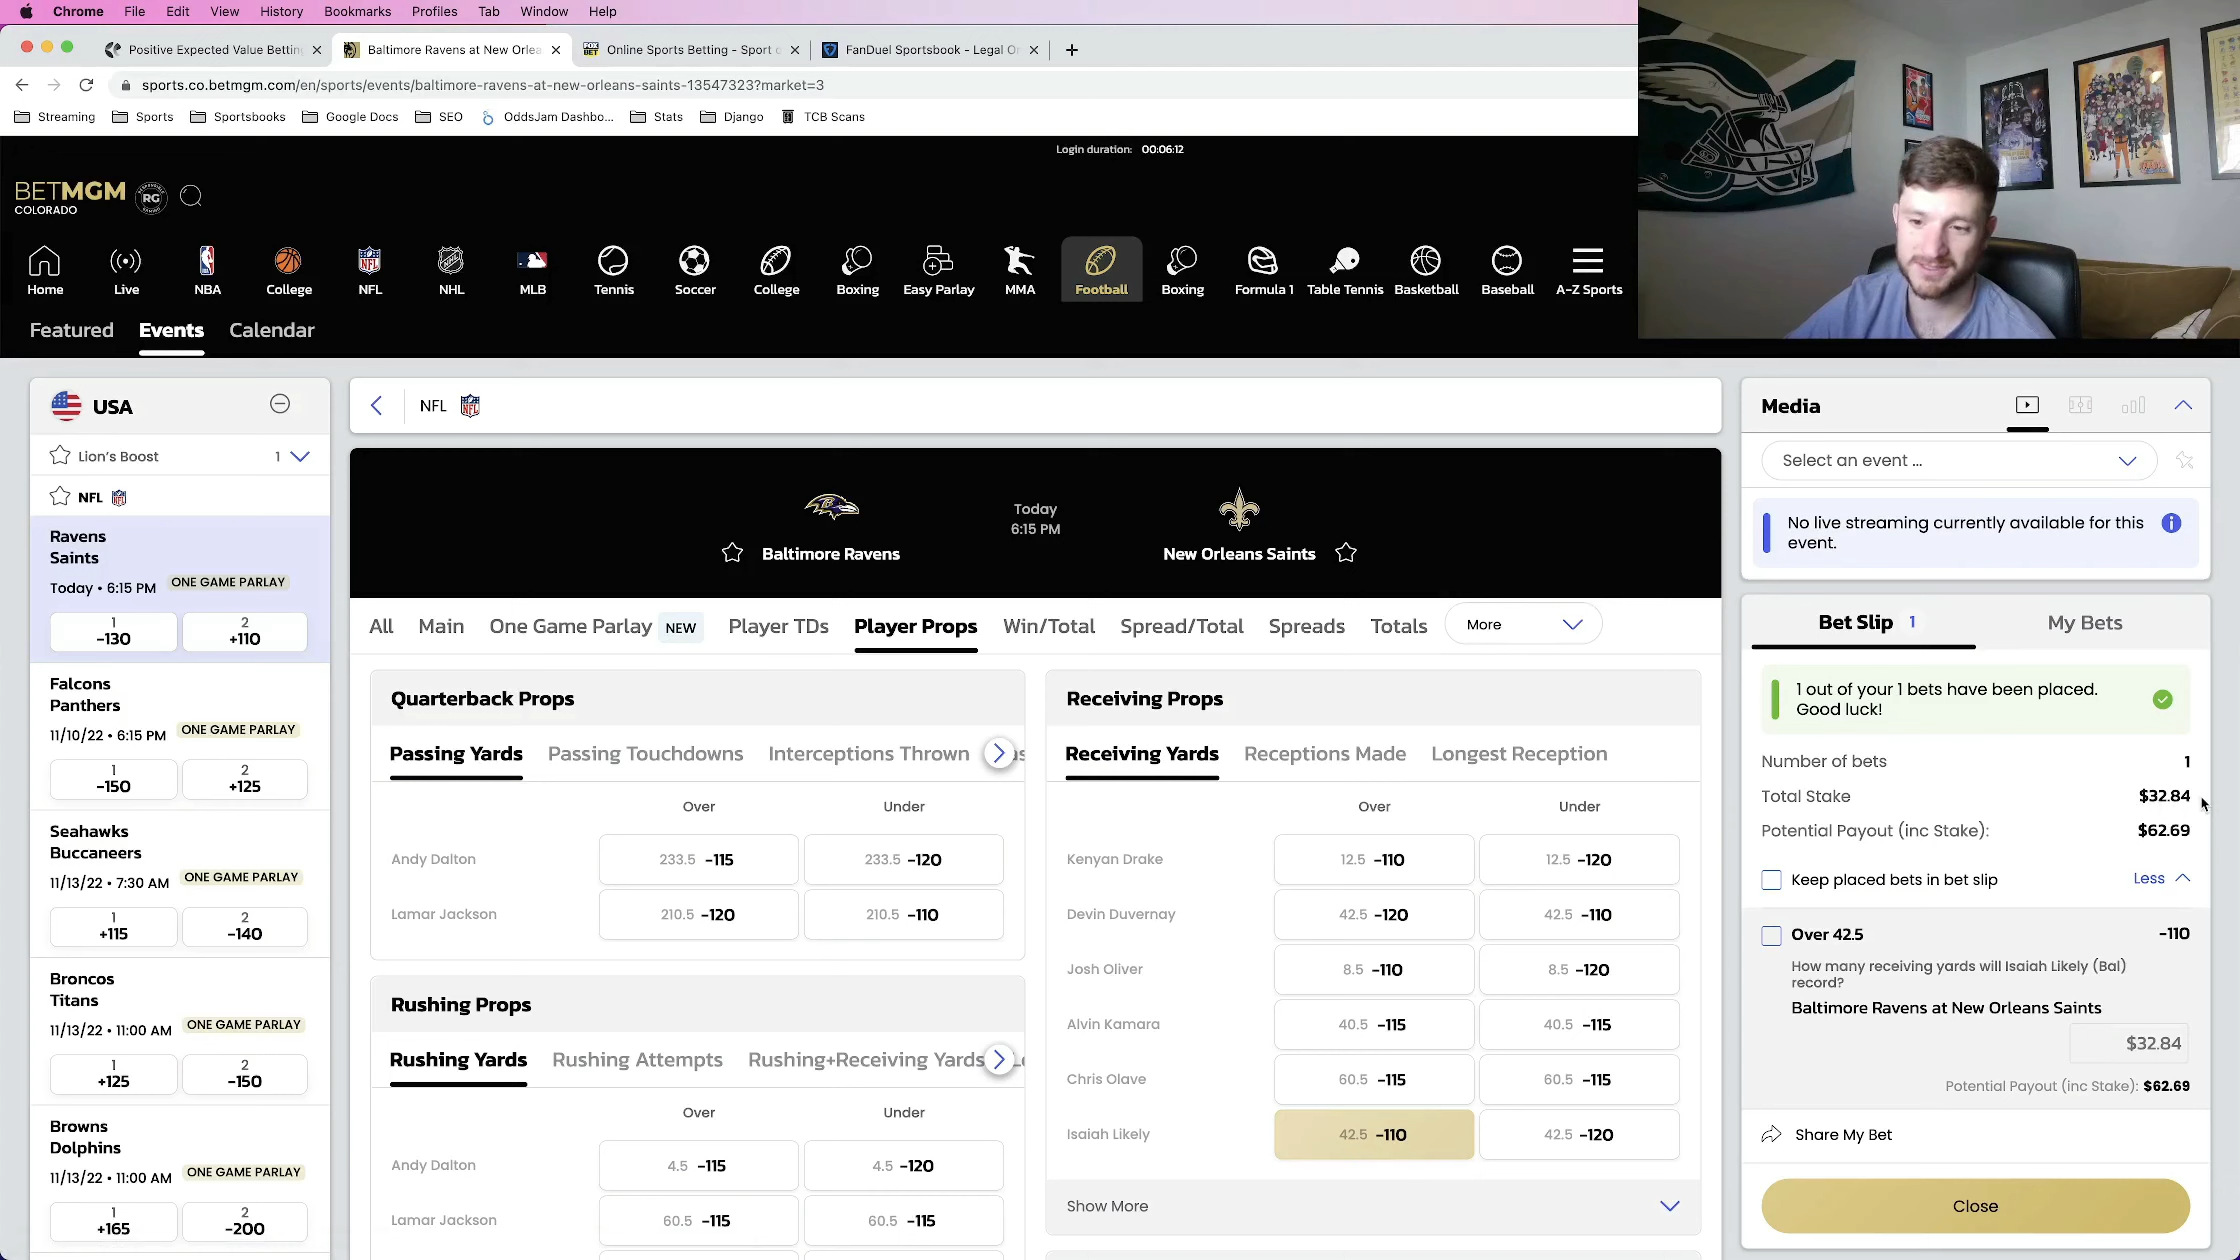 Chrome File Edit View History Bookmarks Profiles Tab Window Help
Positive Expected Value Betting Baltimore Ravens at New Orlea Online Sports Betting - Sport FanDuel Sportsbook - Legal On
sports.co.betmgm.com/en/sports/events/baltimore-ravens-at-new-orleans-saints-13547323?market=3
Streaming Sports Sportsbooks Google Docs SEO OddsJam Dashbo... Stats Django TCB Scans
Login duration: 00:06:12
BETMGM
COLORADO
RG
Home Live NBA College NFL NHL MLB Tennis Soccer College Boxing Easy Parlay MMA Football Boxing Formula 1 Table Tennis Basketball Baseball A-Z Sports
Featured Events Calendar
USA
Lion's Boost 1
NFL
Ravens
Saints
Today • 6:15 PM ONE GAME PARLAY
1 2
-130 +110
Falcons
Panthers
11/10/22 • 6:15 PM ONE GAME PARLAY
1 2
-150 +125
Seahawks
Buccaneers
11/13/22 • 7:30 AM ONE GAME PARLAY
1 2
+115 -140
Broncos
Titans
11/13/22 • 11:00 AM ONE GAME PARLAY
1 2
+125 -150
Browns
Dolphins
11/13/22 • 11:00 AM ONE GAME PARLAY
1 2
+165 -200
NFL
Today
6:15 PM
Baltimore Ravens New Orleans Saints
All Main One Game Parlay NEW Player TDs Player Props Win/Total Spread/Total Spreads Totals More
Quarterback Props
Passing Yards Passing Touchdowns Interceptions Thrown
Over Under
Andy Dalton 233.5 -115 233.5 -120
Lamar Jackson 210.5 -120 210.5 -110
Rushing Props
Rushing Yards Rushing Attempts Rushing+Receiving Yards
Over Under
Andy Dalton 4.5 -115 4.5 -120
Lamar Jackson 60.5 -115 60.5 -115
Receiving Props
Receiving Yards Receptions Made Longest Reception
Over Under
Kenyan Drake 12.5 -110 12.5 -120
Devin Duvernay 42.5 -120 42.5 -110
Josh Oliver 8.5 -110 8.5 -120
Alvin Kamara 40.5 -115 40.5 -115
Chris Olave 60.5 -115 60.5 -115
Isaiah Likely 42.5 -110 42.5 -120
Show More
Media
Select an event ...
No live streaming currently available for this
event.
Bet Slip 1 My Bets
1 out of your 1 bets have been placed.
Good luck!
Number of bets 1
Total Stake $32.84
Potential Payout (inc Stake): $62.69
Keep placed bets in bet slip Less
Over 42.5 -110
How many receiving yards will Isaiah Likely (Bal)
record?
Baltimore Ravens at New Orleans Saints
$32.84
Potential Payout (inc Stake): $62.69
Share My Bet
Close